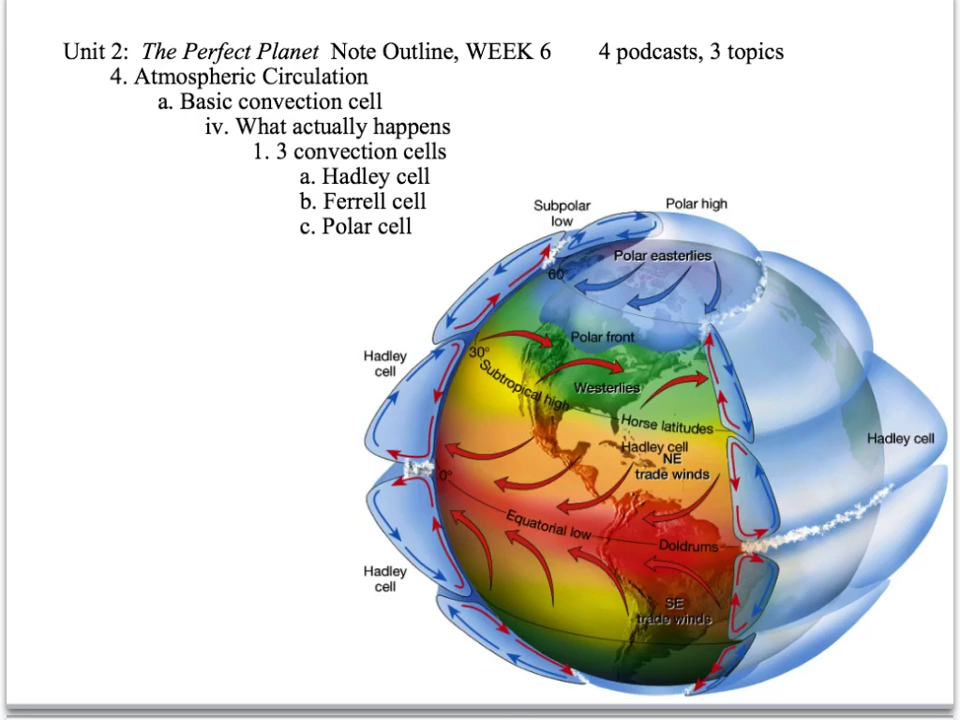 Unit 2: The Perfect Planet Note Outline, WEEK 6 4 podcasts, 3 topics
4. Atmospheric Circulation
a. Basic convection cell
iv. What actually happens
1. 3 convection cells
a. Hadley cell
b. Ferrell cell
c. Polar cell
Subpolar
low
Polar high
Polar easterlies
60°
Polar front
Hadley
cell
30°
Subtropical high
Westerlies
Horse latitudes
Hadley cell
Hadley cell
NE
trade winds
0°
Equatorial low
Doldrums
Hadley
cell
SE
trade winds